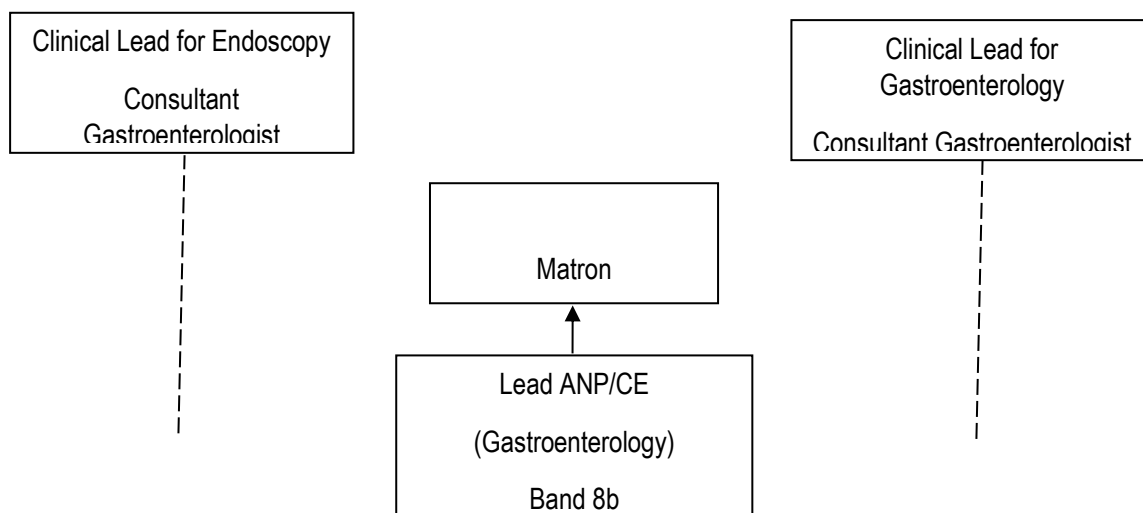 Clinical Lead for Endoscopy
Consultant
Gastroenterologist
Clinical Lead for
Gastroenterology
Consultant Gastroenterologist
Matron
Lead ANP/CE
(Gastroenterology)
Band 8b